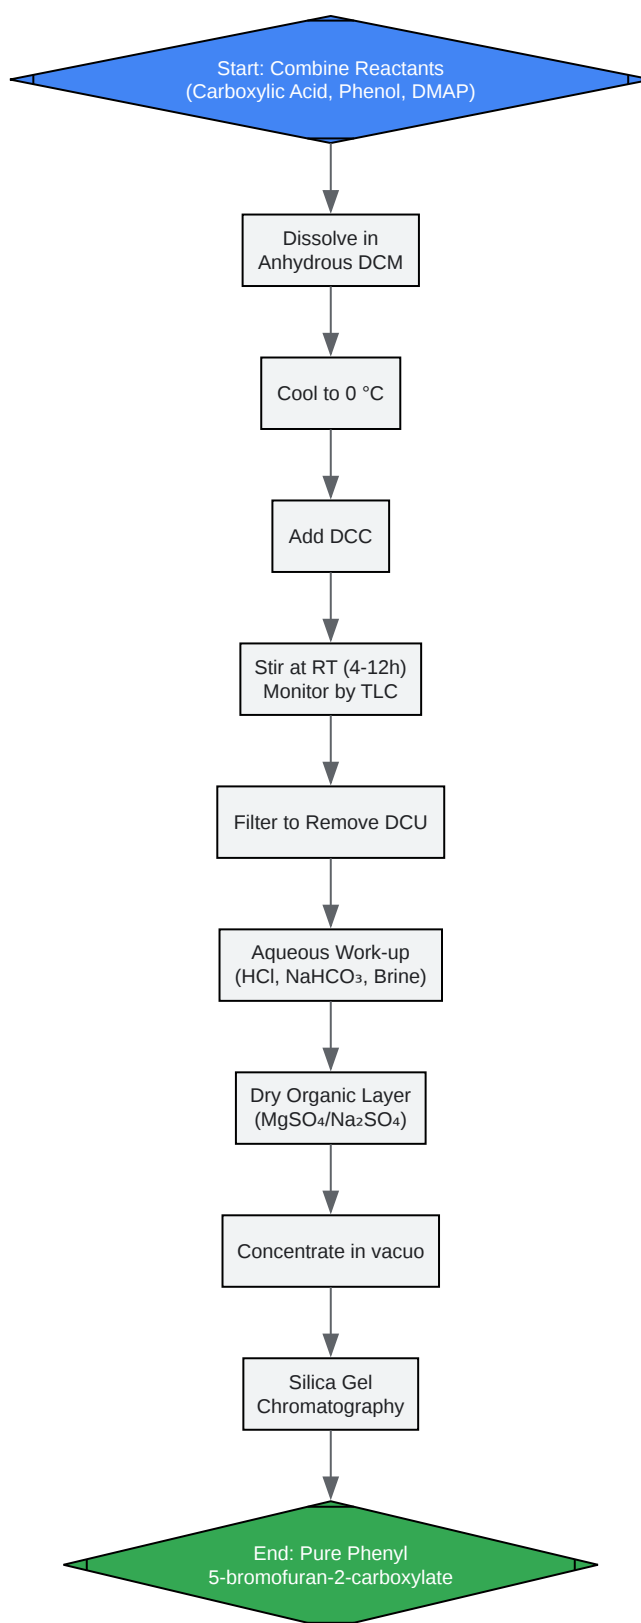 Start: Combine Reactants
(Carboxylic Acid, Phenol, DMAP)
Dissolve in
Anhydrous DCM
Cool to 0 °C
Add DCC
Stir at RT (4-12h)
Monitor by TLC
Filter to Remove DCU
Aqueous Work-up
(HCl, NaHCO₃, Brine)
Dry Organic Layer
(MgSO₄/Na₂SO₄)
Concentrate in vacuo
Silica Gel
Chromatography
End: Pure Phenyl
5-bromofuran-2-carboxylate